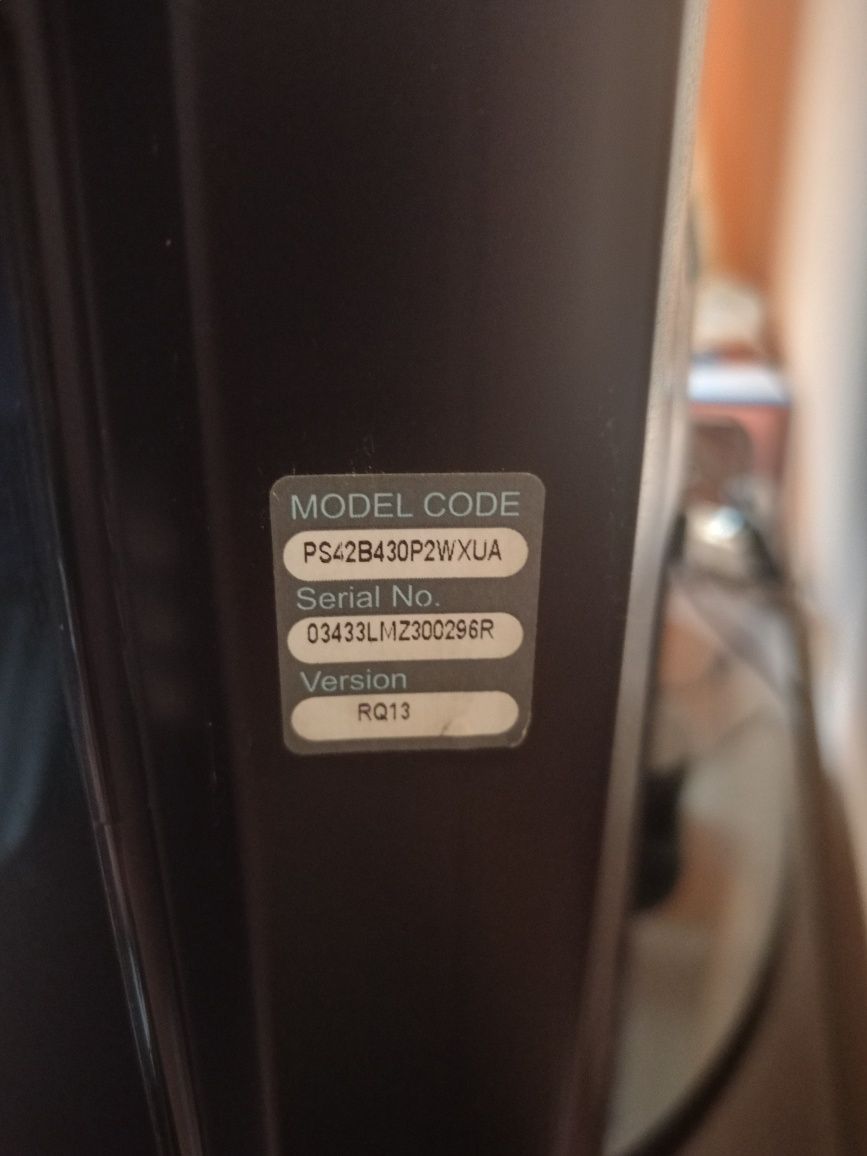 MODEL CODE
PS42B430P2WXUA
Serial No.
03433LMZ300296R
Version
RQ13